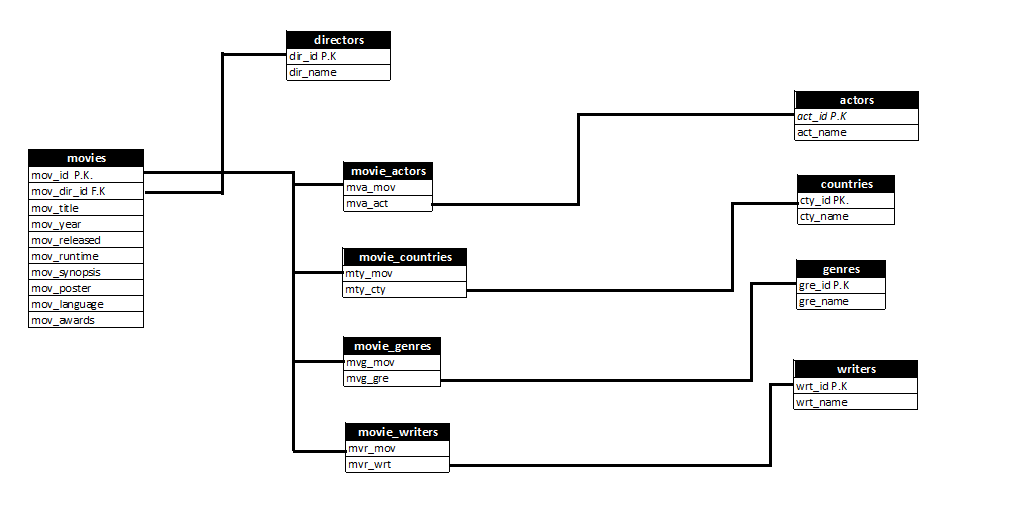 directors
dir_id P.K
dir_name
actors
act_id P.K
act_name
movies
mov_id P.K.
mov_dir_id F.K
mov_title
mov_year
mov_released
mov_runtime
mov_synopsis
mov_poster
mov_language
mov_awards
movie_actors
mva_mov
mva_act
countries
cty_id PK.
cty_name
movie_countries
mty_mov
mty_cty
genres
gre_id P.K
gre_name
movie_genres
mvg_mov
mvg_gre
writers
wrt_id P.K
wrt_name
movie_writers
mvr_mov
mvr_wrt